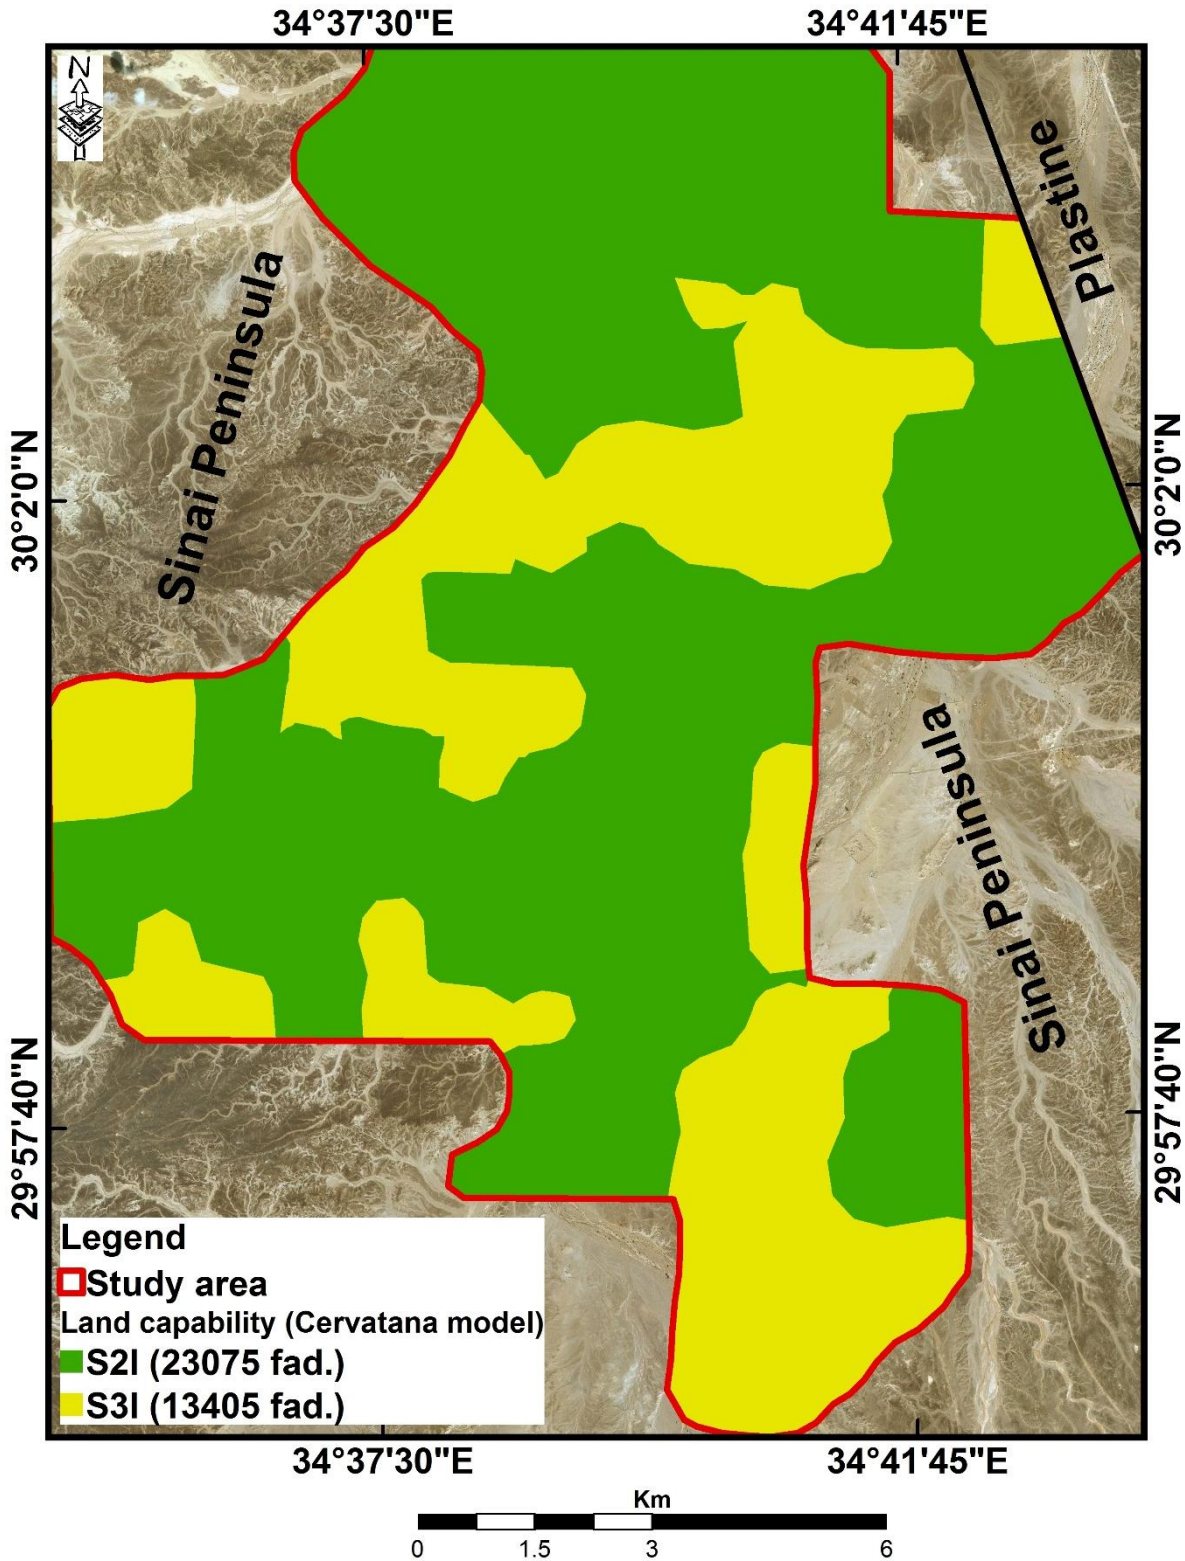 34°37'30"E
34°41'45"E
N
Plastine
Sinai Peninsula
30°2'0"N
30°2'0"N
Sinai Peninsula
29°57'40"N
29°57'40"N
Legend
Study area
Land capability (Cervatana model)
S2l (23075 fad.)
S3l (13405 fad.)
34°37'30"E
34°41'45"E
Km
0 1.5 3 6